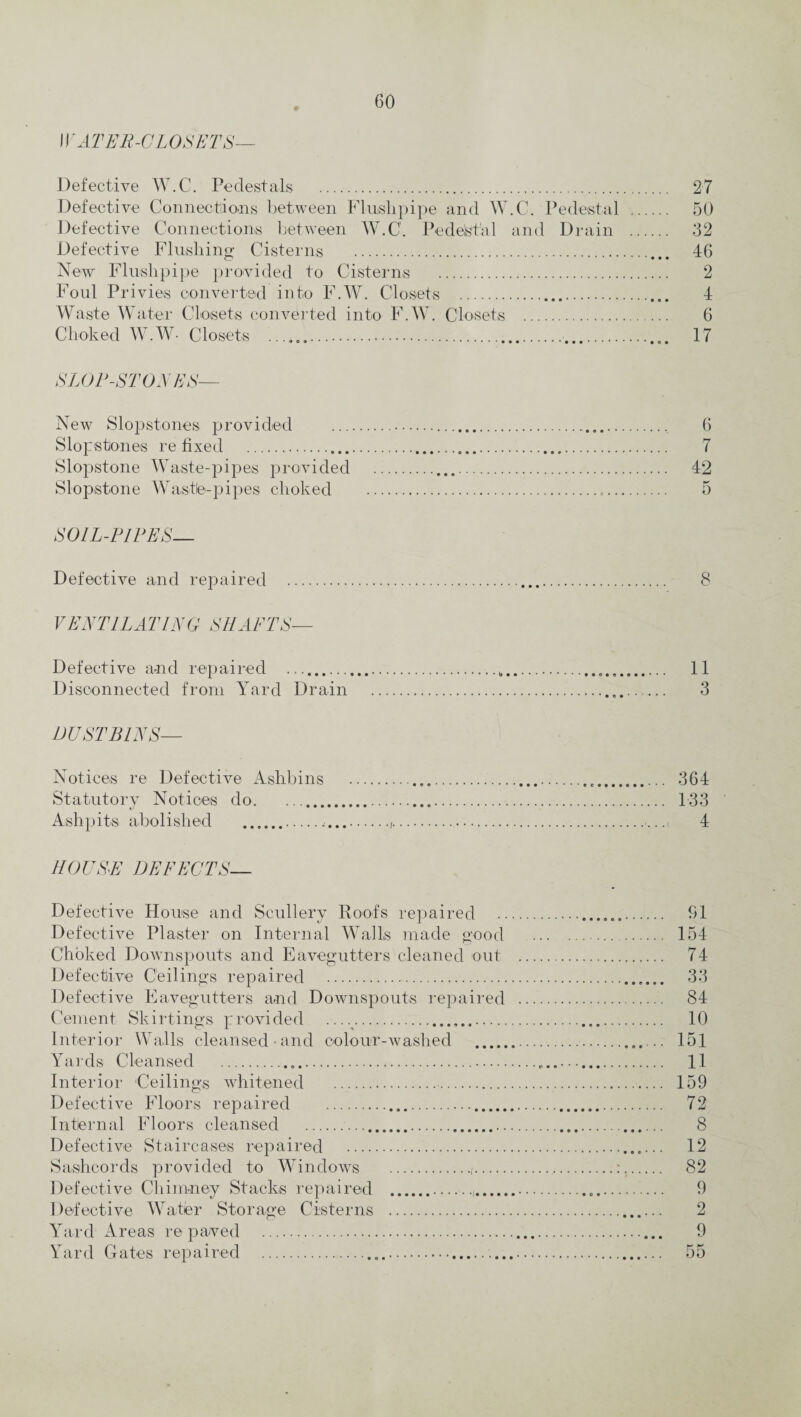 60
WATER-CLOSETS—
Defective W.C. Pedestals ... 27
Defective Connections between Flushpipe and W.C. Pedestal ... 50
Defective Connections between W.C. Pedestal and Drain ... 32
Defective Flushing Cisterns ... 46
New Flushpipe provided to Cisterns ... 2
Foul Privies converted into F.W. Closets ... 4
Waste Water Closets converted into F.W. Closets ... 6
Choked W.W. Closets ... 17
SLOP-STONES—
New Slopstones provided ... 6
Slopstones re fixed ... 7
Slopstone Waste-pipes provided ... 42
Slopstone Waste-pipes choked ... 5
SOIL-PIPES—
Defective and repaired ... 8
VENTILATING SHAFTS—
Defective and repaired ... 11
Disconnected from Yard Drain ... 3
DUSTBINS—
Notices re Defective Ashbins ... 364
Statutory Notices do. ... 133
Ashpits abolished ... 4
HOUSE DEFECTS—
Defective House and Scullery Roofs repaired ... 91
Defective Plaster on Internal Walls made good ... 154
Choked Downspouts and Eavegutters cleaned out ... 74
Defective Ceilings repaired ... 33
Defective Eavegutters and Downspouts repaired ... 84
Cement Skirtings provided ... 10
Interior Walls cleansed and colour-washed ... 151
Yards Cleansed ... 11
Interior Ceilings whitened ... 159
Defective Floors repaired ... 72
Internal Floors cleansed ... 8
Defective Staircases repaired ... 12
Sashcords provided to Windows ... 82
Defective Chimney Stacks repaired ... 9
Defective Water Storage Cisterns ... 2
Yard Areas re paved ... 9
Yard Gates repaired ... 55